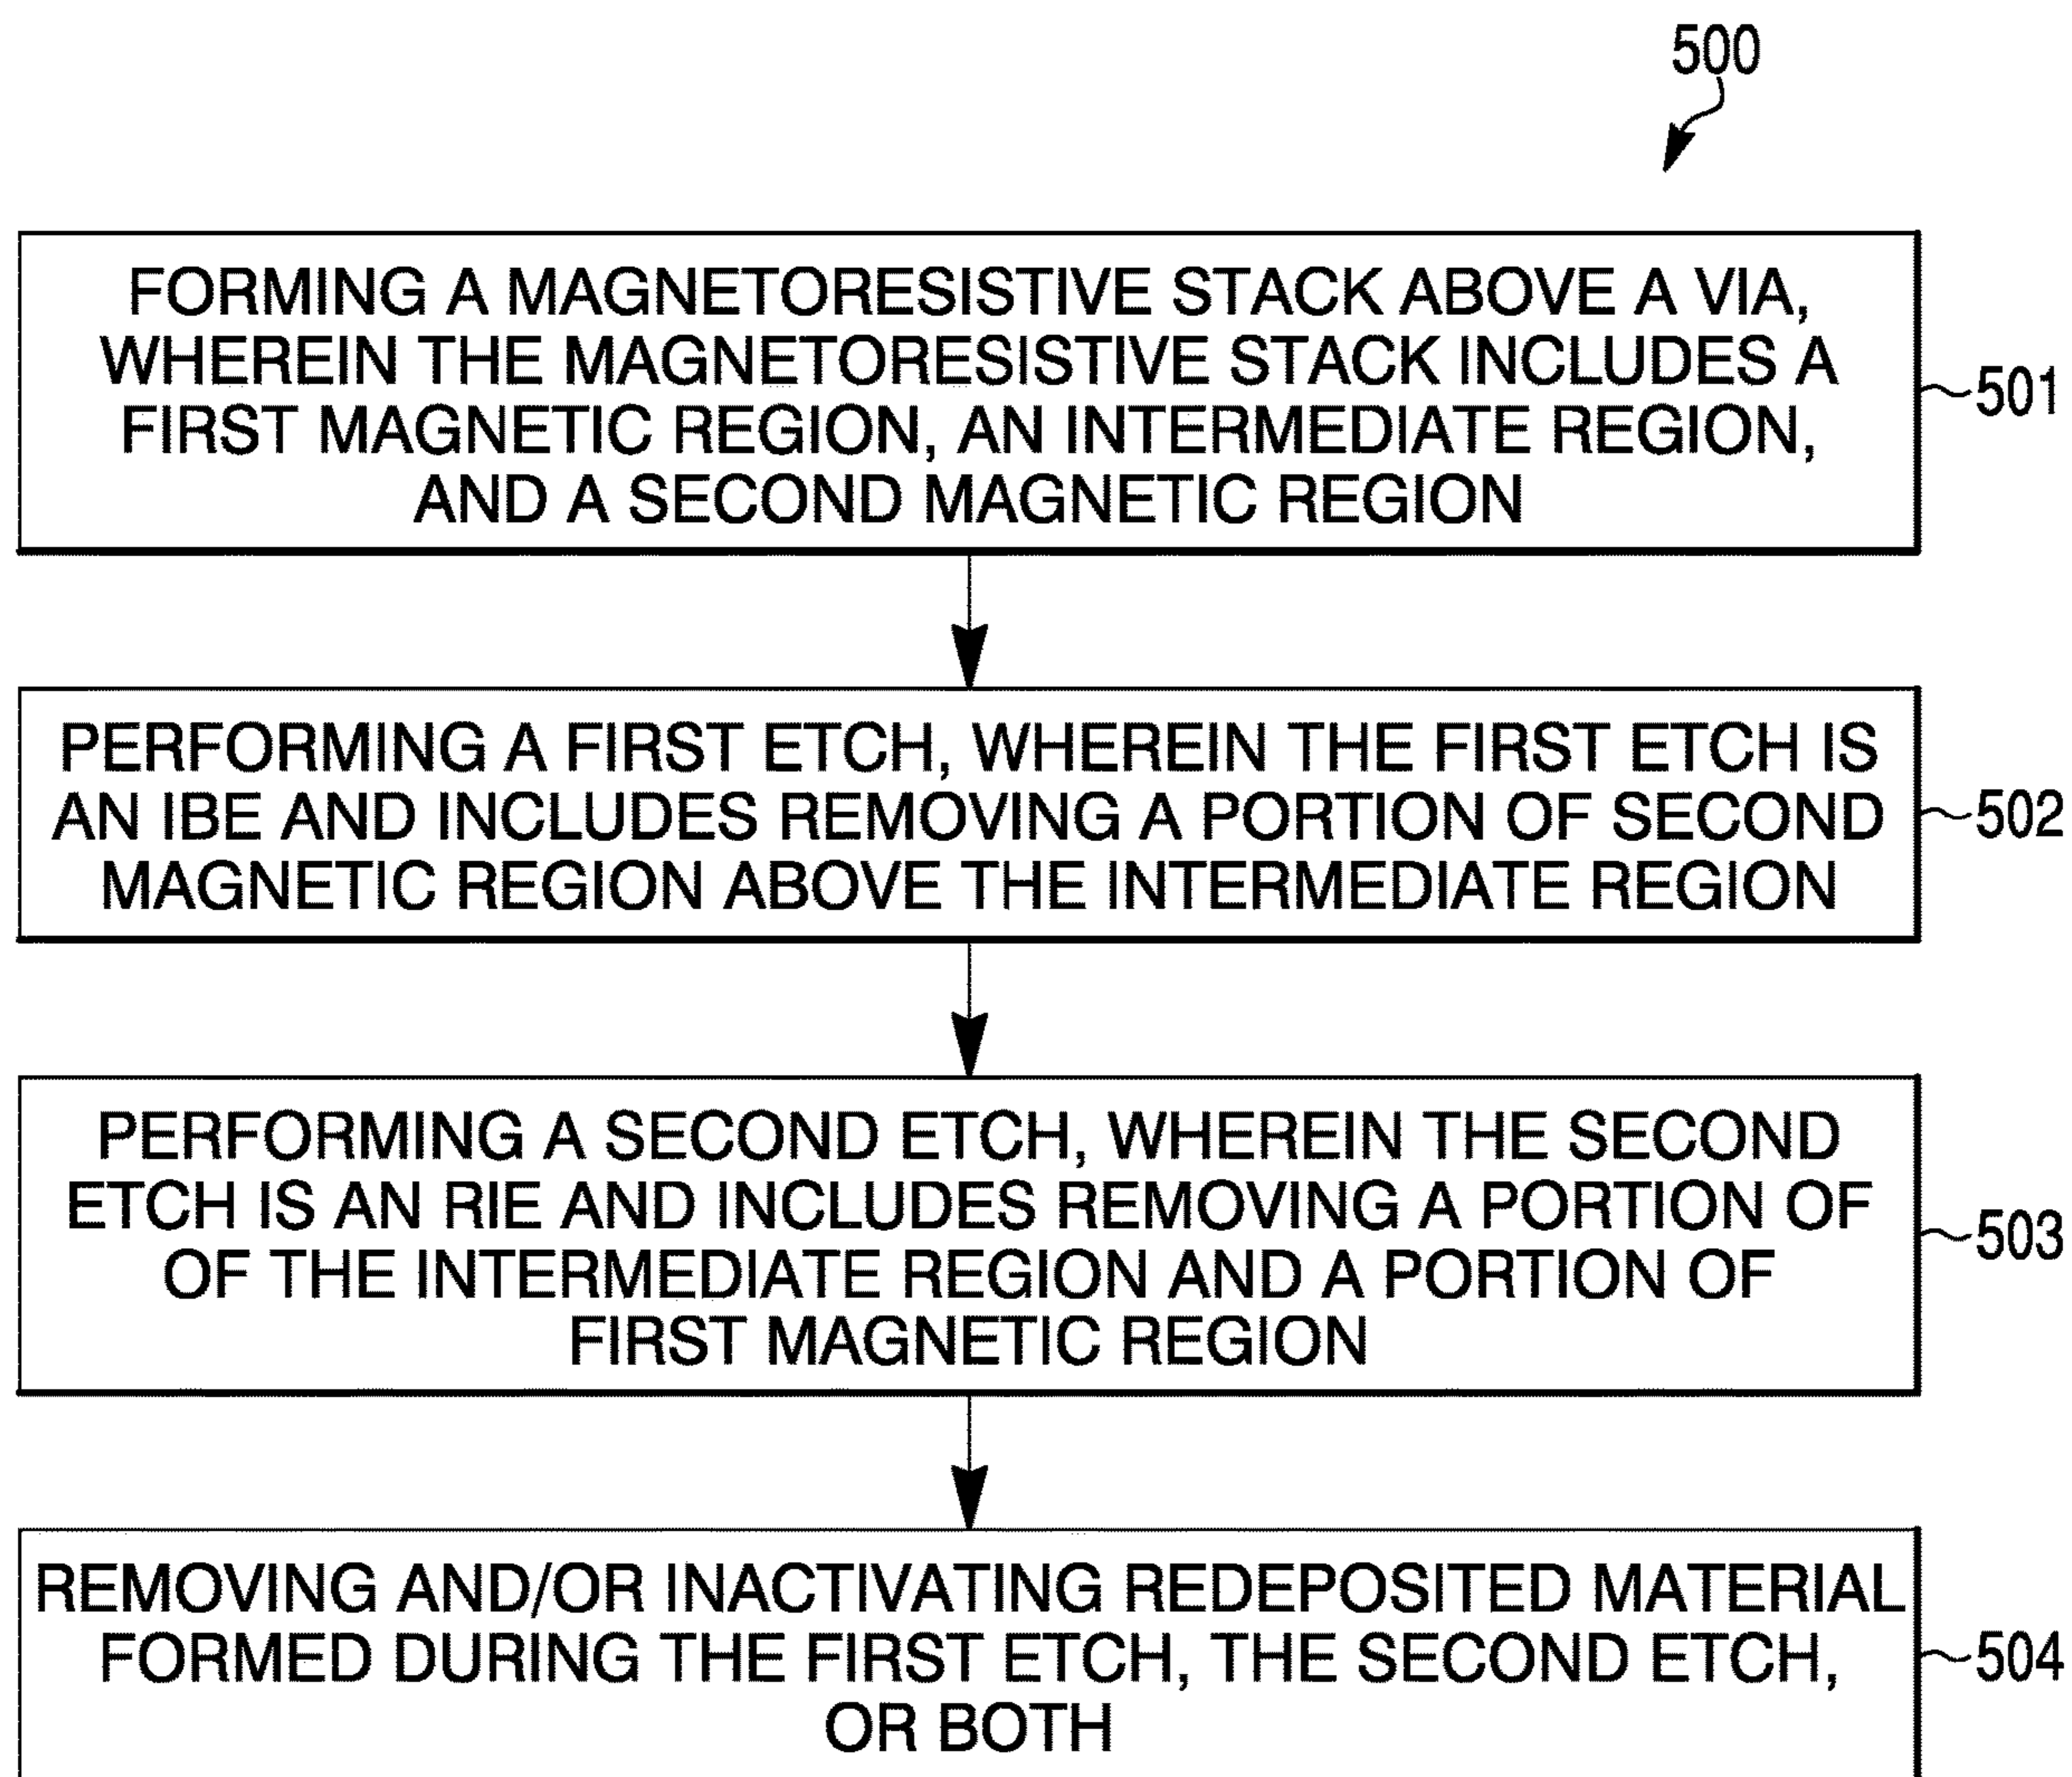 500
FORMING A MAGNETORESISTIVE STACK ABOVE A VIA,
WHEREIN THE MAGNETORESISTIVE STACK INCLUDES A
FIRST MAGNETIC REGION, AN INTERMEDIATE REGION,
AND A SECOND MAGNETIC REGION
501
PERFORMING A FIRST ETCH, WHEREIN THE FIRST ETCH IS
AN IBE AND INCLUDES REMOVING A PORTION OF SECOND
MAGNETIC REGION ABOVE THE INTERMEDIATE REGION
502
PERFORMING A SECOND ETCH, WHEREIN THE SECOND
ETCH IS AN RIE AND INCLUDES REMOVING A PORTION OF
OF THE INTERMEDIATE REGION AND A PORTION OF
FIRST MAGNETIC REGION
503
REMOVING AND/OR INACTIVATING REDEPOSITED MATERIAL
FORMED DURING THE FIRST ETCH, THE SECOND ETCH,
OR BOTH
504